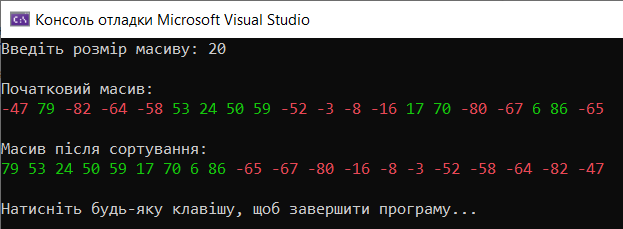 Консоль отладки Microsoft Visual Studio
Введіть розмір масиву: 20
Початковий масив:
-47 79 -82 -64 -58 53 24 50 59 -52 -3 -8 -16 17 70 -80 -67 6 86 -65
Масив після сортування:
79 53 24 50 59 17 70 6 86 -65 -67 -80 -16 -8 -3 -52 -58 -64 -82 -47
Натисніть будь-яку клавішу, щоб завершити програму...